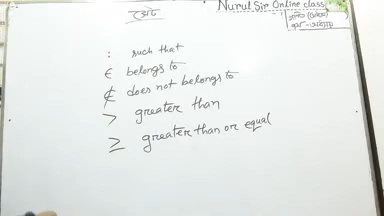 সেট
Nurul Sir Online class
: such that
∈ belongs to
∉ does not belongs to
> greater than
≥ greater than or equal